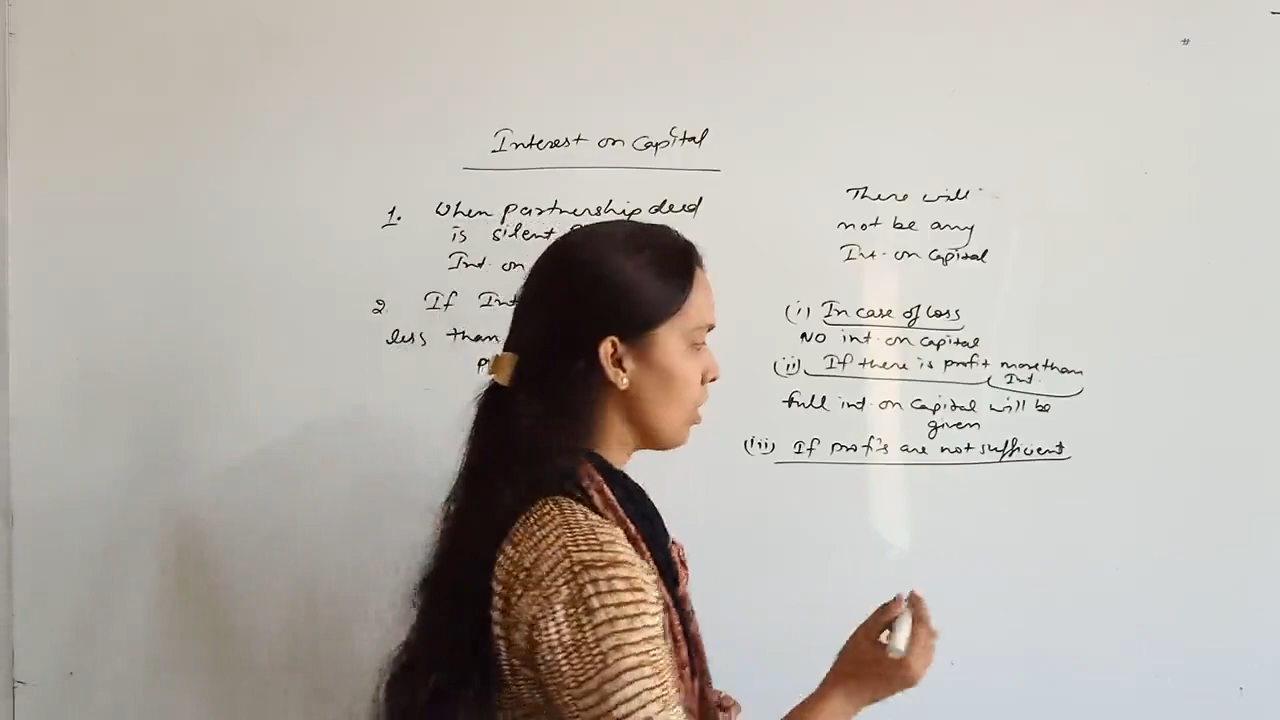 Interest on Capital
1. When partnership deed
is silent
Int. on
2. If Int
less than
There will
not be any
Int. on Capital
(i) In case of loss
NO int. on capital
(ii) If there is profit more than
Int.
full int. on capital will be
given
(iii) If profits are not sufficient